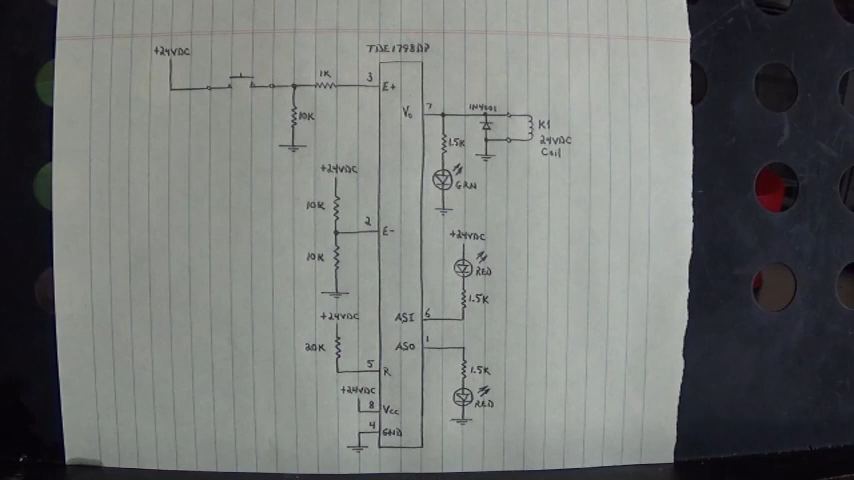 TDE1798DP
+24VDC
1K
3
E+
10K
7
Vo
1N4001
K1
24VDC
Coil
1.5K
GRN
+24VDC
10K
2
E-
10K
+24VDC
RED
1.5K
+24VDC
ASI
6
ASO
1
20K
5
R
1.5K
RED
+24VDC
8
Vcc
4
GND